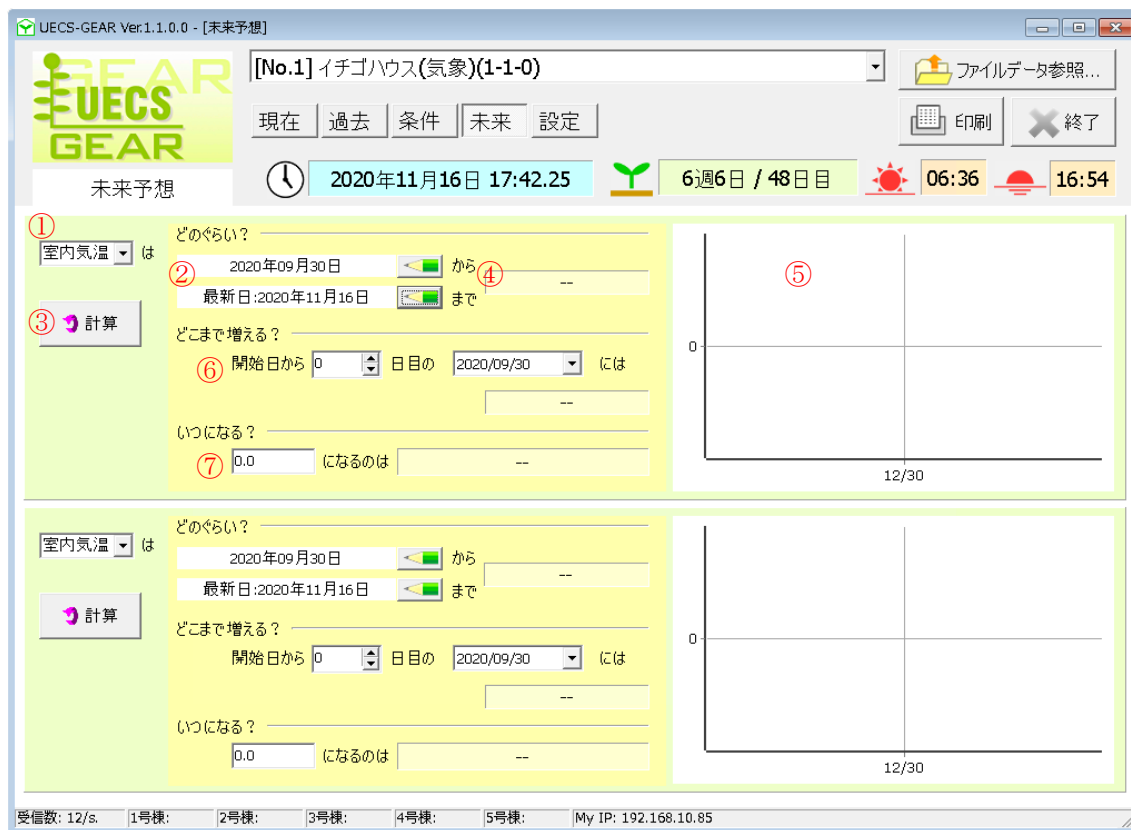 UECS-GEAR Ver.1.1.0.0 - [未来予想]
GEAR
UECS
GEAR
未来予想
[No.1] イチゴハウス(気象)(1-1-0)
ファイルデータ参照...
現在 過去 条件 未来 設定
印刷 終了
2020年11月16日 17:42.25
6週6日 / 48日目
06:36
16:54
①
室内気温 は
③ 計算
どのぐらい?
② 2020年09月30日 から ④ --
最新日:2020年11月16日 まで
どこまで増える?
⑥ 開始日から 0 日目の 2020/09/30 には
--
いつになる?
⑦ 0.0 になるのは --
⑤
0
12/30
室内気温 は
計算
どのぐらい?
2020年09月30日 から --
最新日:2020年11月16日 まで
どこまで増える?
開始日から 0 日目の 2020/09/30 には
--
いつになる?
0.0 になるのは --
0
12/30
受信数: 12/s. 1号棟: 2号棟: 3号棟: 4号棟: 5号棟: My IP: 192.168.10.85